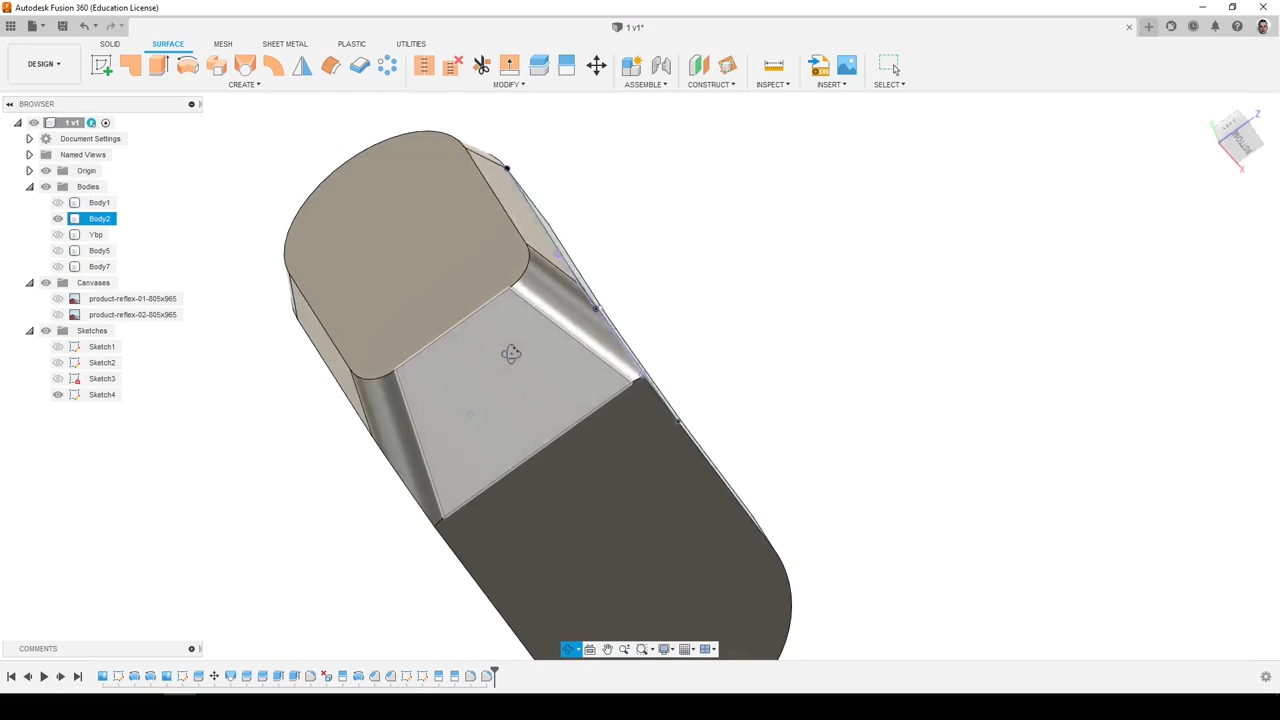 Autodesk Fusion 360 (Education License)
1 v1*
DESIGN
SOLID SURFACE MESH SHEET METAL PLASTIC UTILITIES
CREATE MODIFY ASSEMBLE CONSTRUCT INSPECT INSERT SELECT
BROWSER
1 v1
Document Settings
Named Views
Origin
Bodies
Body1
Body2
Ybp
Body5
Body7
Canvases
product-reflex-01-805x965
product-reflex-02-805x965
Sketches
Sketch1
Sketch2
Sketch3
Sketch4
Z
LEFT
BOTTOM
X
COMMENTS